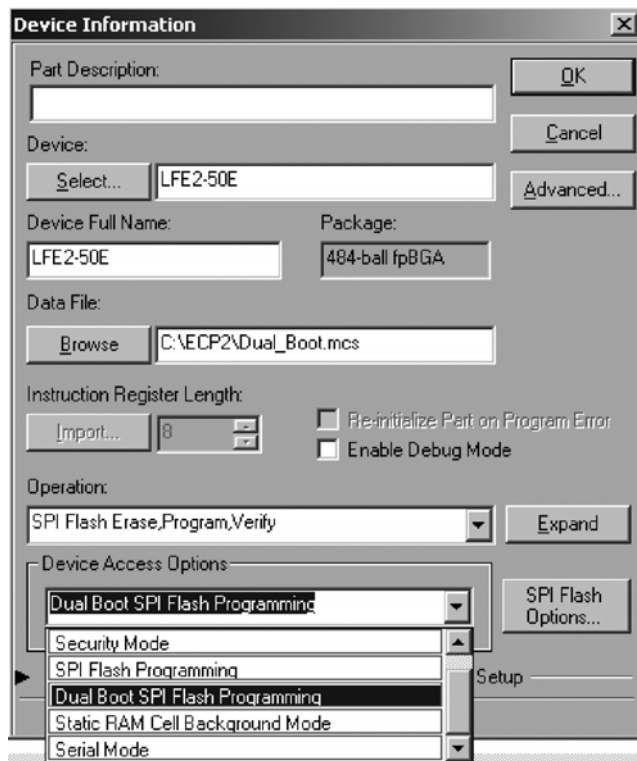 Device Information
Part Description:
OK
Device:
Cancel
Select...
LFE2-50E
Advanced...
Device Full Name:
Package:
LFE2-50E
484-ball fpBGA
Data File:
Browse
C:\ECP2\Dual_Boot.mcs
Instruction Register Length:
Import...
8
Re-initialize Part on Program Error
Enable Debug Mode
Operation:
SPI Flash Erase,Program,Verify
Expand
Device Access Options
Dual Boot SPI Flash Programming
SPI Flash
Options...
Security Mode
SPI Flash Programming
Setup
Dual Boot SPI Flash Programming
Static RAM Cell Background Mode
Serial Mode